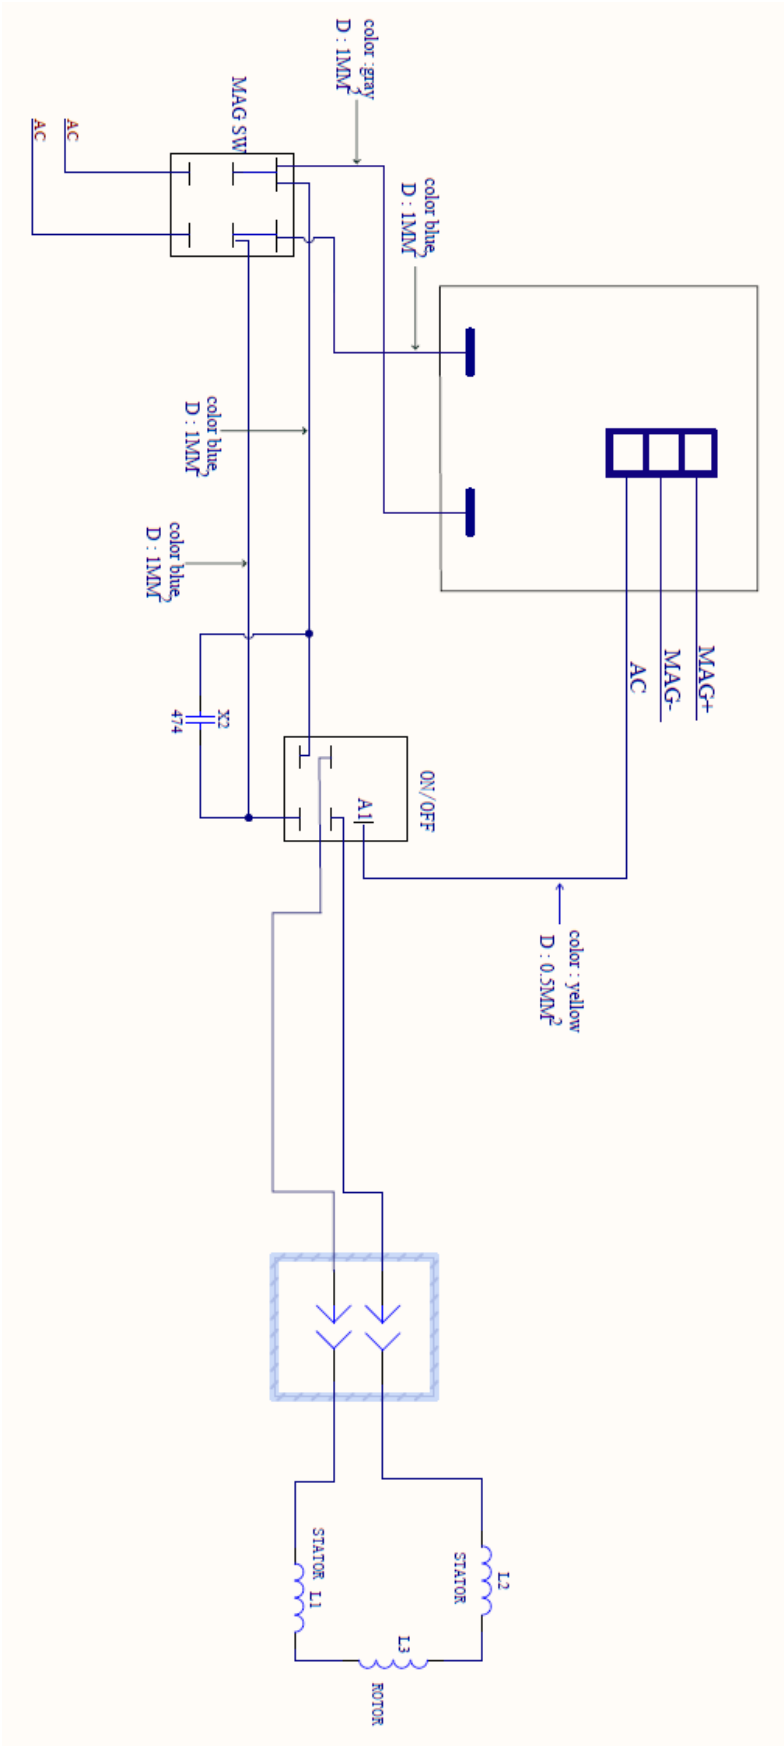 color :gray
D : 1MM2
MAG SW
AC
AC
color blue,
D : 1MM2
color blue,
D : 1MM2
color blue,
D : 1MM2
MAG+
MAG-
AC
X2
474
ON/OFF
A1
color : yellow
D : 0.5MM2
STATOR L1
L2
STATOR
L3
ROTOR